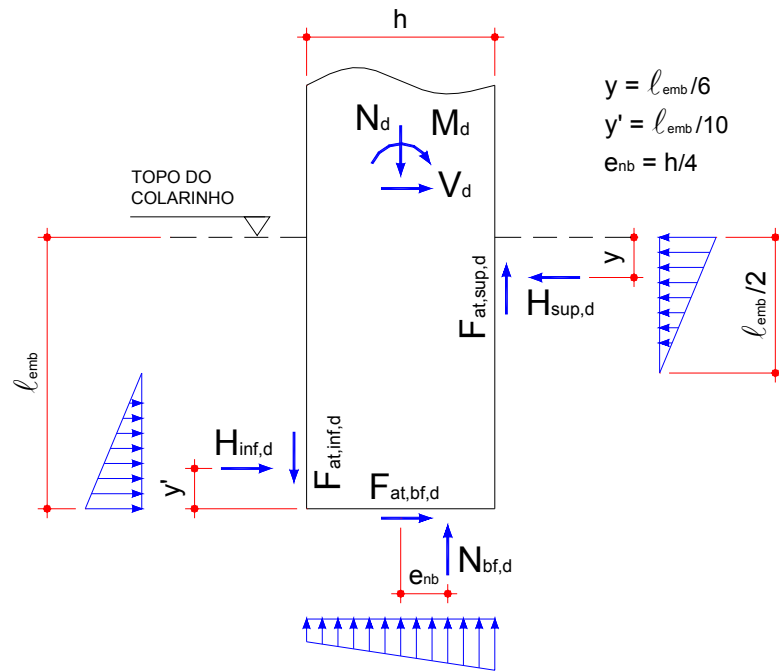 h
y = ℓemb/6
y' = ℓemb/10
enb = h/4
Nd
Md
Vd
TOPO DO
COLARINHO
y
Fat,sup,d
Hsup,d
ℓemb/2
ℓemb
Hinf,d
Fat,inf,d
y'
Fat,bf,d
Nbf,d
enb